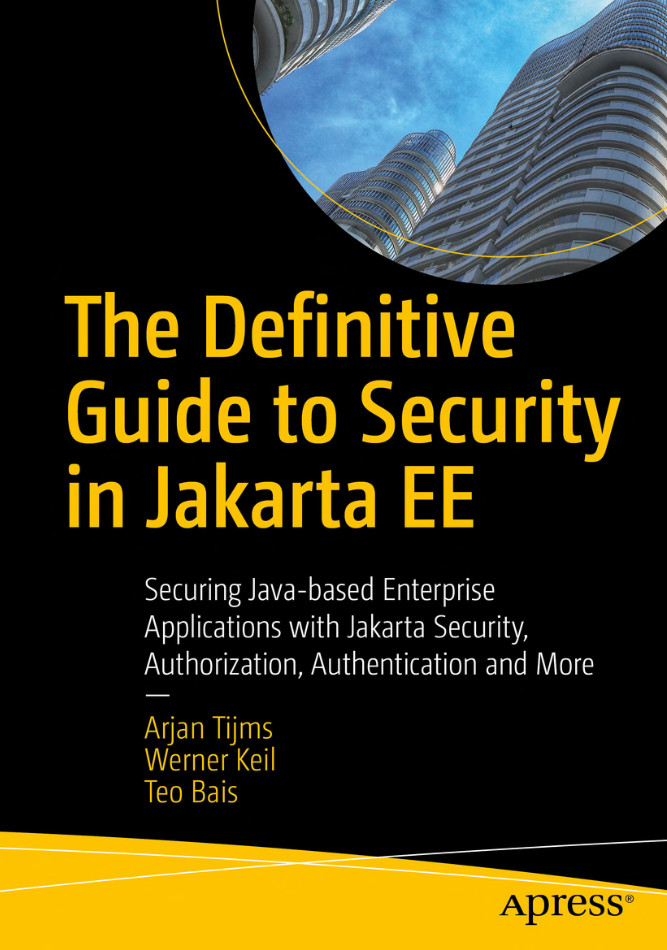 The Definitive
Guide to Security
in Jakarta EE
Securing Java-based Enterprise
Applications with Jakarta Security,
Authorization, Authentication and More
—
Arjan Tijms
Werner Keil
Teo Bais
Apress®